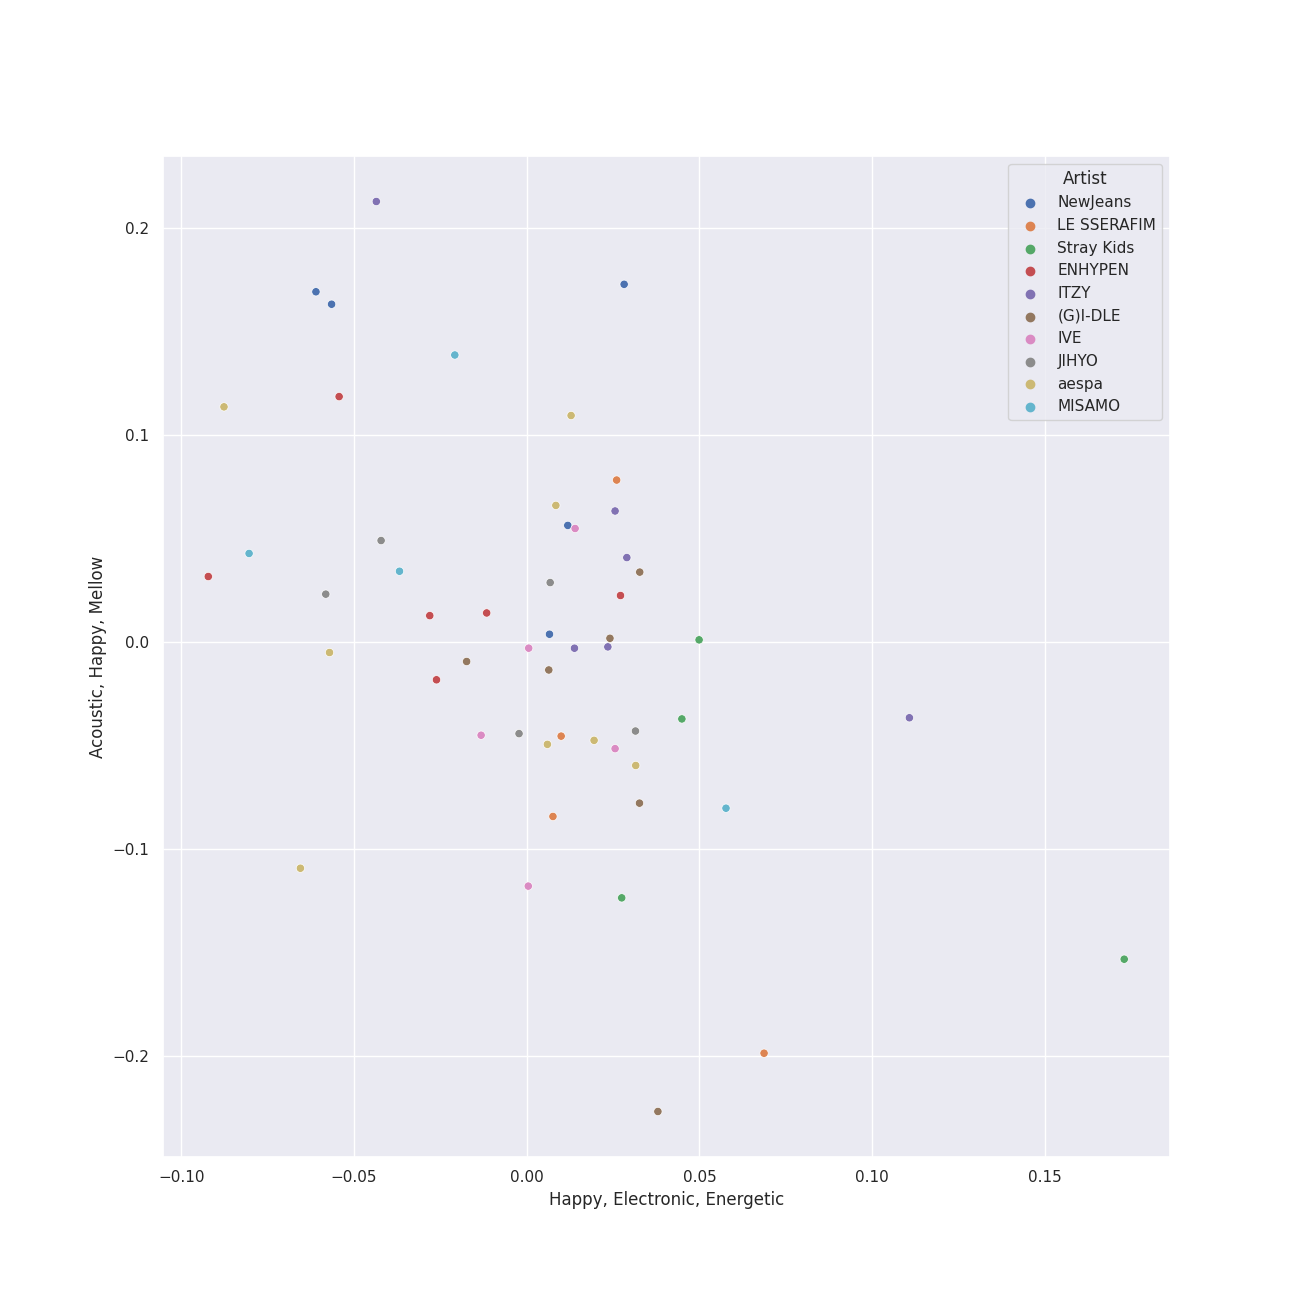 Artist
NewJeans
LE SSERAFIM
Stray Kids
ENHYPEN
ITZY
(G)I-DLE
IVE
JIHYO
aespa
MISAMO
0.2
0.1
0.0
−0.1
−0.2
Acoustic, Happy, Mellow
−0.10 −0.05 0.00 0.05 0.10 0.15
Happy, Electronic, Energetic